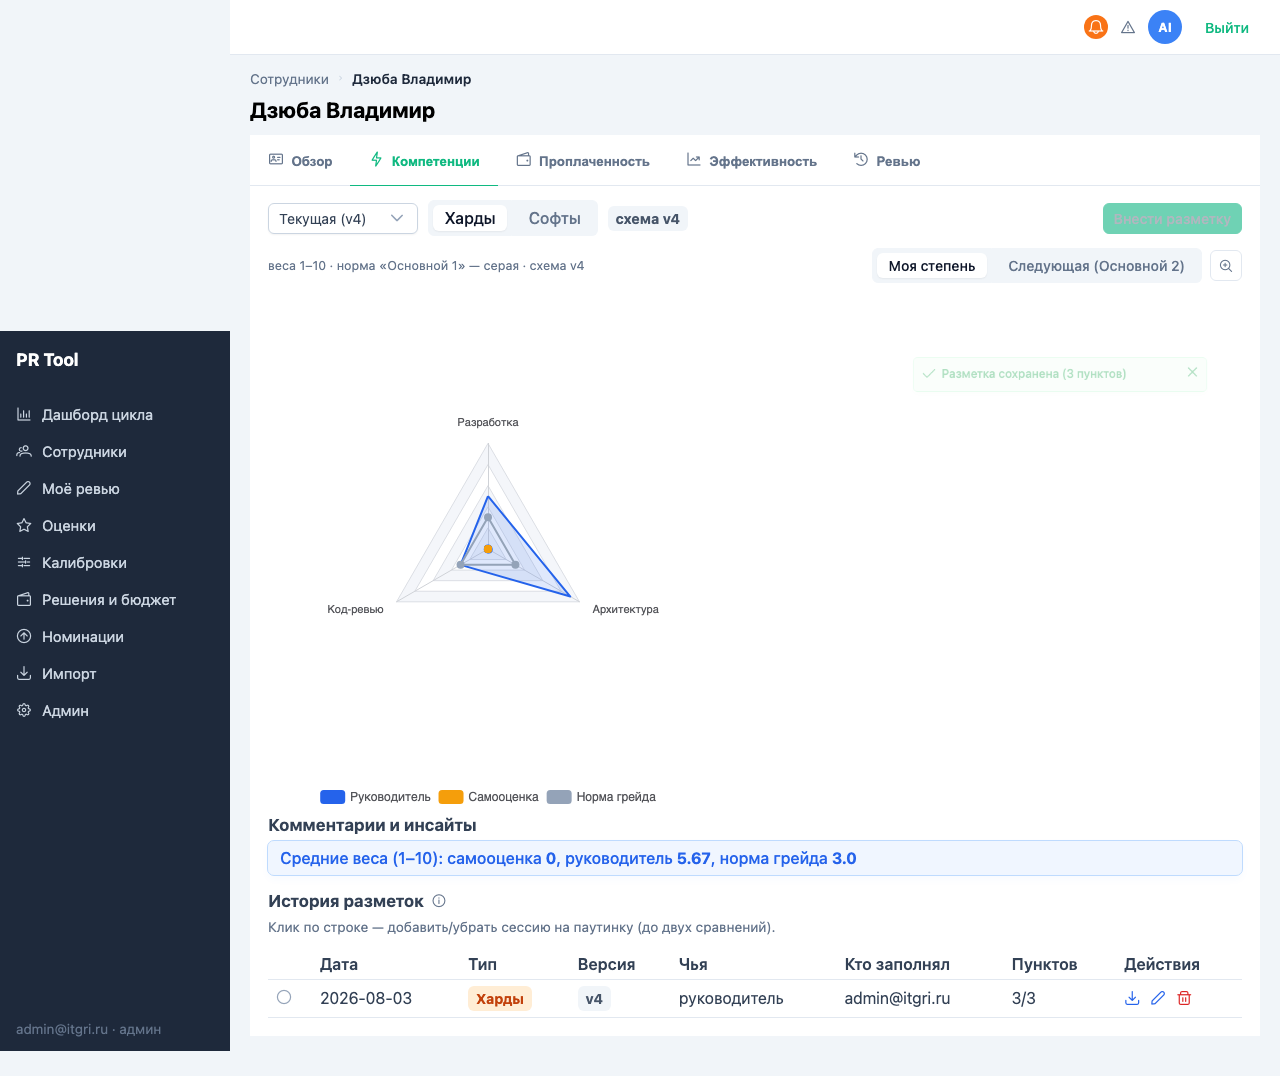 AI
Выйти
Сотрудники
Дзюба Владимир
Дзюба Владимир
Обзор
Компетенции
Проплаченность
Эффективность
Ревью
Текущая (v4)
Харды
Софты
схема v4
Внести разметку
веса 1–10 · норма «Основной 1» — серая · схема v4
Моя степень
Следующая (Основной 2)
PR Tool
Дашборд цикла
Сотрудники
Моё ревью
Оценки
Калибровки
Решения и бюджет
Номинации
Импорт
Админ
admin@itgri.ru · админ
Разметка сохранена (3 пунктов)
Разработка
Код-ревью
Архитектура
Руководитель
Самооценка
Норма грейда
Комментарии и инсайты
Средние веса (1–10): самооценка 0, руководитель 5.67, норма грейда 3.0
История разметок
Клик по строке — добавить/убрать сессию на паутинку (до двух сравнений).
Дата Тип Версия Чья Кто заполнял Пунктов Действия
2026-08-03 Харды v4 руководитель admin@itgri.ru 3/3